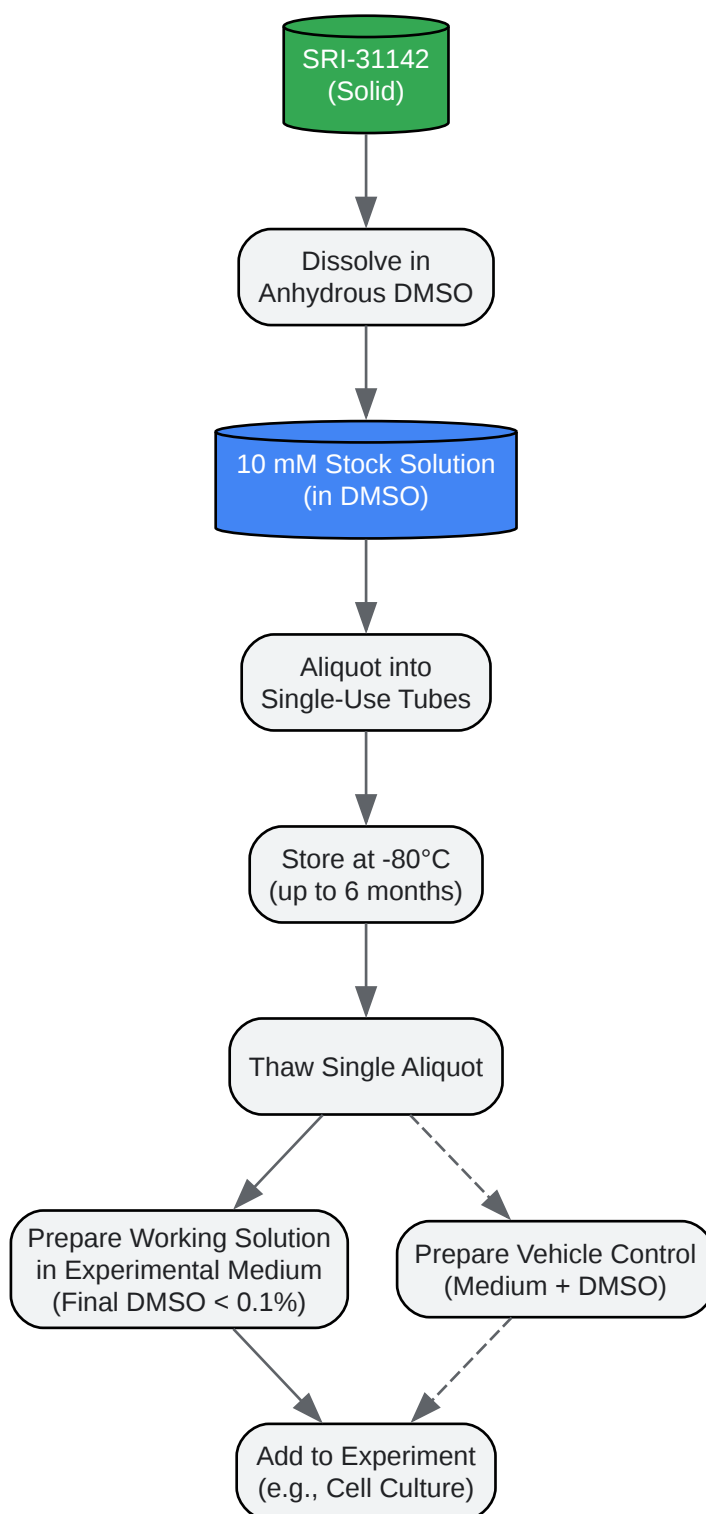 SRI-31142
(Solid)
Dissolve in
Anhydrous DMSO
10 mM Stock Solution
(in DMSO)
Aliquot into
Single-Use Tubes
Store at -80°C
(up to 6 months)
Thaw Single Aliquot
Prepare Working Solution
in Experimental Medium
(Final DMSO < 0.1%)
Prepare Vehicle Control
(Medium + DMSO)
Add to Experiment
(e.g., Cell Culture)